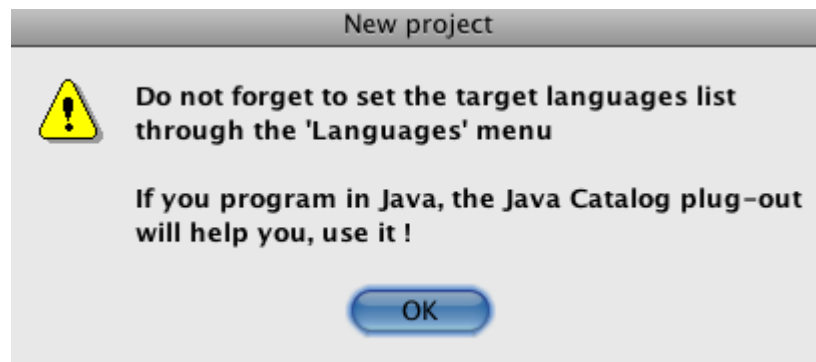 New project
Do not forget to set the target languages list
through the 'Languages' menu
If you program in Java, the Java Catalog plug-out
will help you, use it !
OK